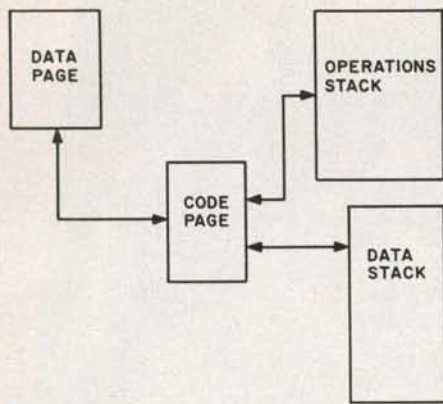 DATA
PAGE
OPERATIONS
STACK
CODE
PAGE
DATA
STACK